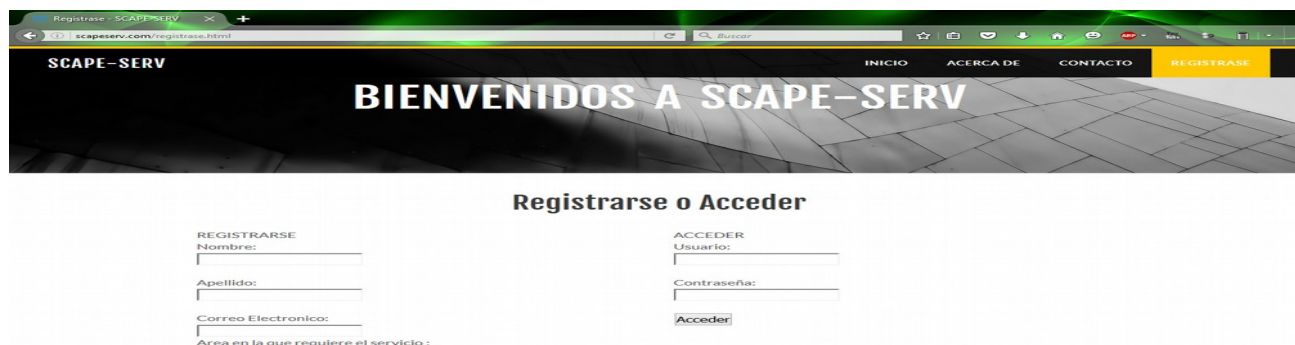 Registrase - SCAPE-SERV
scapeserv.com/registrase.html
Buscar
SCAPE-SERV
INICIO
ACERCA DE
CONTACTO
REGISTRASE
BIENVENIDOS A SCAPE-SERV
Registrarse o Acceder
REGISTRARSE
Nombre:
Apellido:
Correo Electronico:
Area en la que requiere el servicio :
ACCEDER
Usuario:
Contraseña:
Acceder